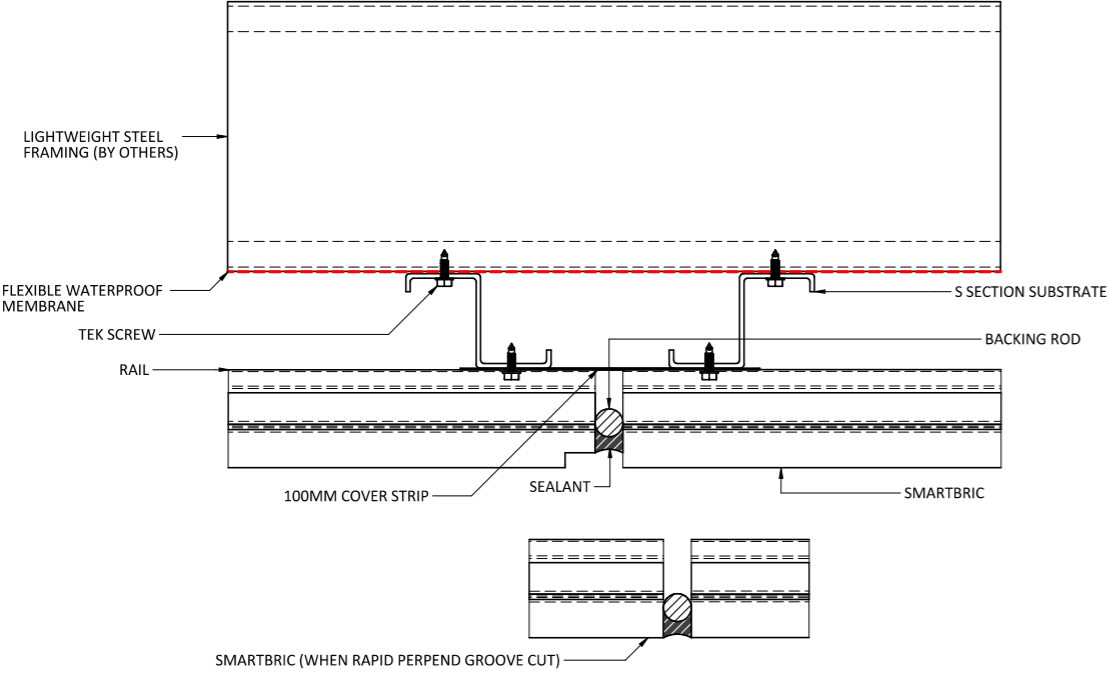 LIGHTWEIGHT STEEL
FRAMING (BY OTHERS)
FLEXIBLE WATERPROOF
MEMBRANE
S SECTION SUBSTRATE
TEK SCREW
BACKING ROD
RAIL
100MM COVER STRIP
SEALANT
SMARTBRIC
SMARTBRIC (WHEN RAPID PERPEND GROOVE CUT)